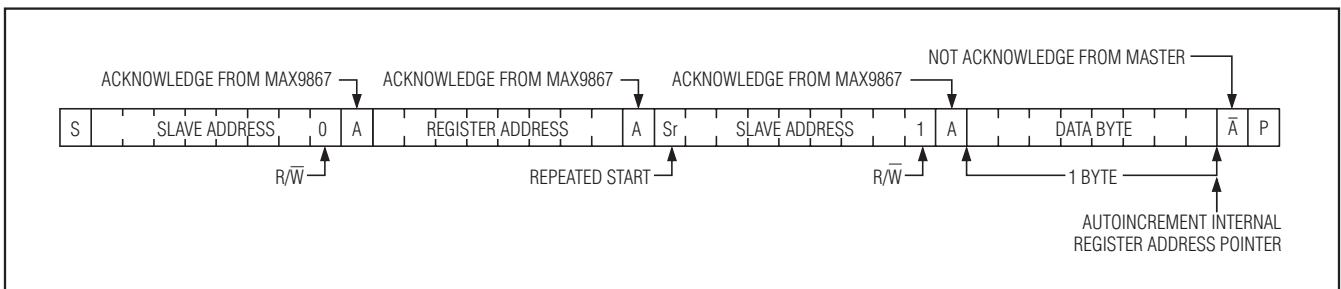 NOT ACKNOWLEDGE FROM MASTER
ACKNOWLEDGE FROM MAX9867 ACKNOWLEDGE FROM MAX9867 ACKNOWLEDGE FROM MAX9867
S SLAVE ADDRESS 0 A REGISTER ADDRESS A Sr SLAVE ADDRESS 1 A DATA BYTE A̅ P
R/W̅ REPEATED START R/W̅ 1 BYTE
AUTOINCREMENT INTERNAL
REGISTER ADDRESS POINTER